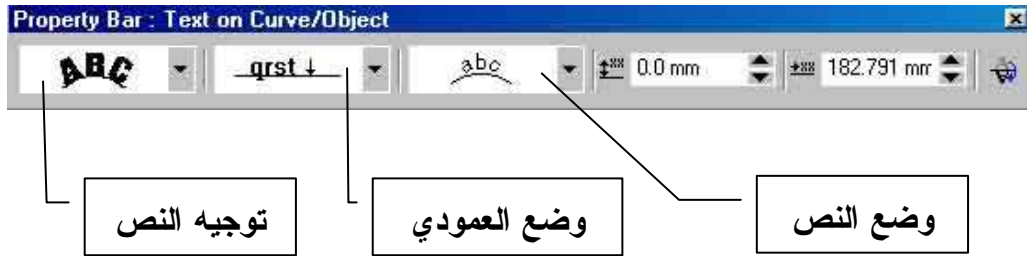 Property Bar : Text on Curve/Object
ABC qrst abc 0.0 mm 182.791 mm
توجيه النص وضع العمودي وضع النص